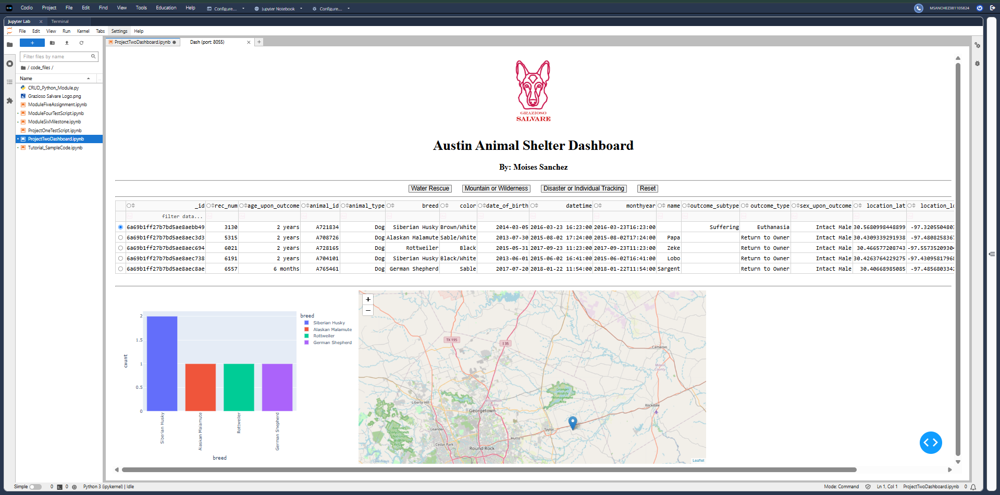 Codio Project File Edit Find View Tools Education Help Configure.... Jupyter Notebook Configure.... MSANCHEZ381105824
Jupyter Lab Terminal
File Edit View Run Kernel Tabs Settings Help
ProjectTwoDashboard.ipynb Dash (port: 8055)
Filter files by name
/ code_files /
Name
CRUD_Python_Module.py
Grazioso Salvare Logo.png
ModuleFiveAssignment.ipynb
ModuleFourTestScript.ipynb
ModuleSixMilestone.ipynb
ProjectOneTestScript.ipynb
ProjectTwoDashboard.ipynb
Tutorial_SampleCode.ipynb
GRAZIOSO
SALVARE
Austin Animal Shelter Dashboard
By: Moises Sanchez
Water Rescue Mountain or Wilderness Disaster or Individual Tracking Reset
_id rec_num age_upon_outcome animal_id animal_type breed color date_of_birth datetime monthyear name outcome_subtype outcome_type sex_upon_outcome location_lat location_lo
filter data...
6a69b1ff27b7bd5ae8aebb49 3130 2 years A721834 Dog Siberian Husky Brown/White 2014-03-05 2016-03-23 16:23:00 2016-03-23T16:23:00 Suffering Euthanasia Intact Male 30.5680998448899 -97.3205504803
6a69b1ff27b7bd5ae8aec3d3 5315 2 years A708726 Dog Alaskan Malamute Sable/White 2013-07-30 2015-08-02 17:24:00 2015-08-02T17:24:00 Papa Return to Owner Intact Male 30.4309339291938 -97.4808258367
6a69b1ff27b7bd5ae8aec694 6021 2 years A728165 Dog Rottweiler Black 2015-05-31 2017-09-23 11:23:00 2017-09-23T11:23:00 Zeke Return to Owner Intact Male 30.466577208743 -97.5573520930
6a69b1ff27b7bd5ae8aec738 6191 2 years A704101 Dog Siberian Husky Black/White 2013-06-01 2015-06-02 16:41:00 2015-06-02T16:41:00 Lobo Return to Owner Intact Male 30.4263764229275 -97.4309581796
6a69b1ff27b7bd5ae8aec8ae 6557 6 months A765461 Dog German Shepherd Sable 2017-07-20 2018-01-22 11:54:00 2018-01-22T11:54:00 Sargent Return to Owner Intact Male 30.40668985085 -97.4856803342
2
1.5
1
0.5
0
count
Siberian Husky
Alaskan Malamute
Rottweiler
German Shepherd
breed
breed
Siberian Husky
Alaskan Malamute
Rottweiler
German Shepherd
+
−
TX 195
I 35
Cameron
Milam County
Granger Wildlife Management Area
Liberty Hill
Williamson County
Georgetown
Rockdale
Leander
Taylor
Balcones Canyonlands National Wildlife Refuge
Hutto
Cedar Park
Round Rock
Lake Travis
Leaflet
Simple 0 0 Python 3 (ipykernel) | Idle Mode: Command Ln 1, Col 1 ProjectTwoDashboard.ipynb 0